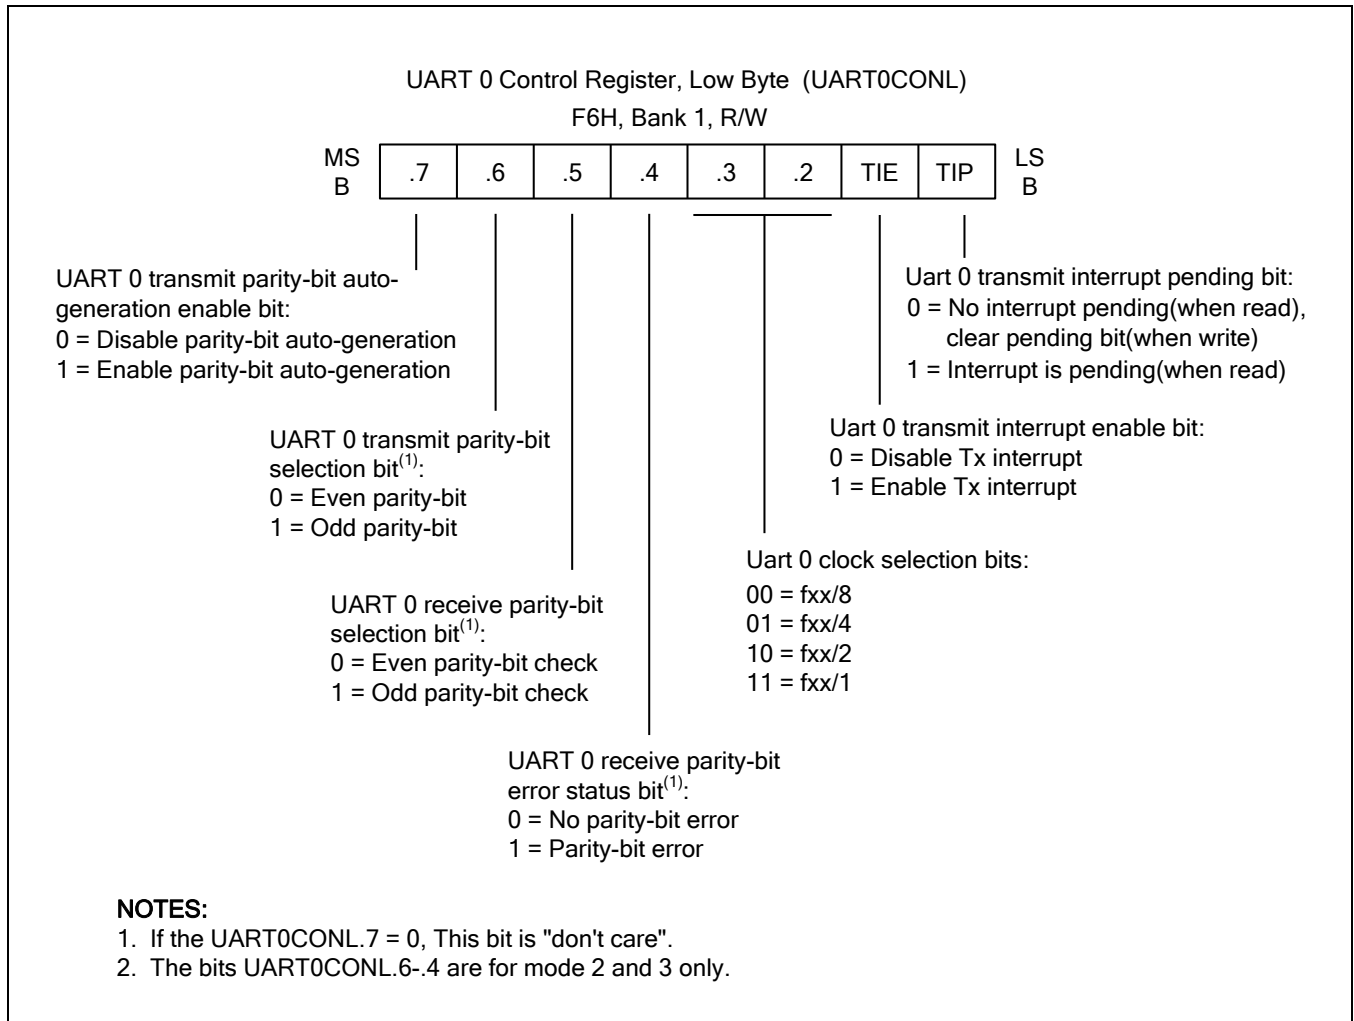 UART 0 Control Register, Low Byte (UART0CONL)
F6H, Bank 1, R/W
MS
B
.7 .6 .5 .4 .3 .2 TIE TIP
LS
B
UART 0 transmit parity-bit auto-
generation enable bit:
0 = Disable parity-bit auto-generation
1 = Enable parity-bit auto-generation
Uart 0 transmit interrupt pending bit:
0 = No interrupt pending(when read),
clear pending bit(when write)
1 = Interrupt is pending(when read)
UART 0 transmit parity-bit
selection bit(1):
0 = Even parity-bit
1 = Odd parity-bit
Uart 0 transmit interrupt enable bit:
0 = Disable Tx interrupt
1 = Enable Tx interrupt
UART 0 receive parity-bit
selection bit(1):
0 = Even parity-bit check
1 = Odd parity-bit check
Uart 0 clock selection bits:
00 = fxx/8
01 = fxx/4
10 = fxx/2
11 = fxx/1
UART 0 receive parity-bit
error status bit(1):
0 = No parity-bit error
1 = Parity-bit error
NOTES:
1. If the UART0CONL.7 = 0, This bit is "don't care".
2. The bits UART0CONL.6-.4 are for mode 2 and 3 only.